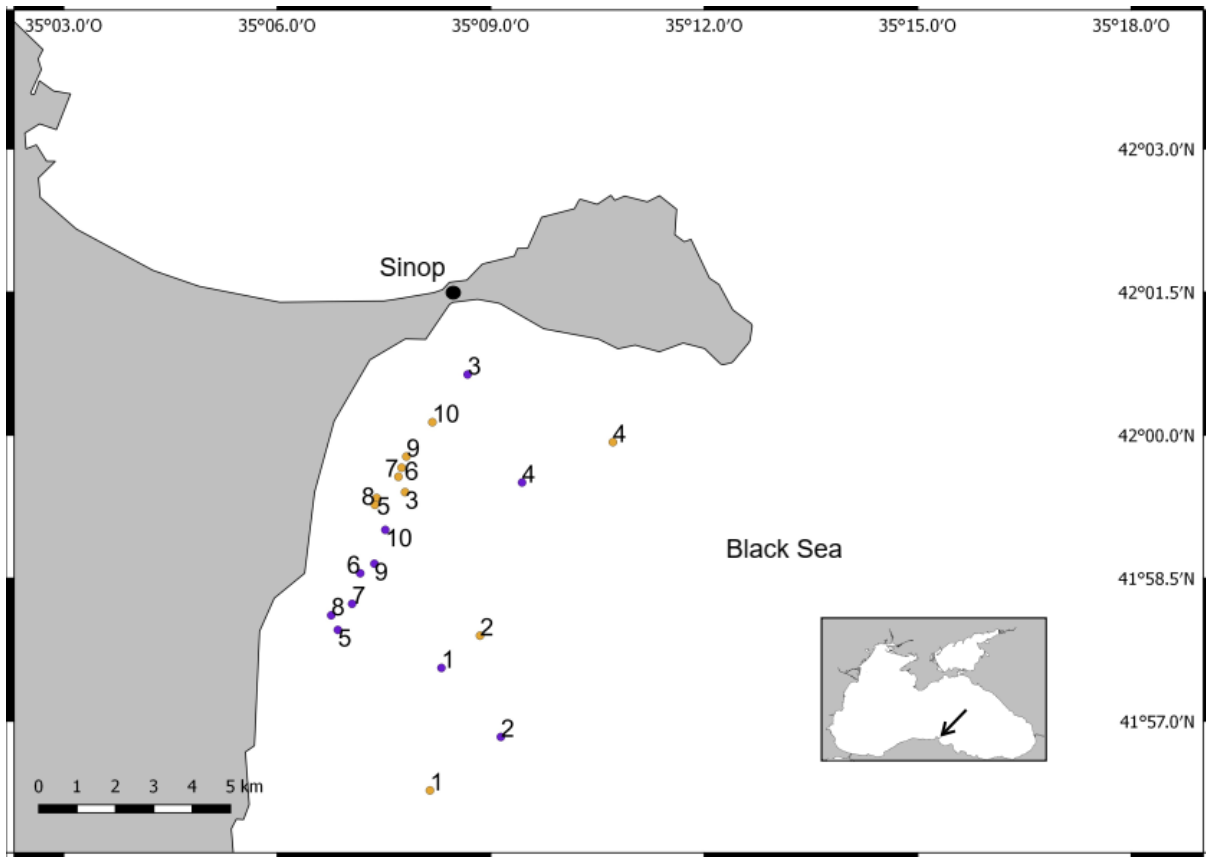 35°03.0′O 35°06.0′O 35°09.0′O 35°12.0′O 35°15.0′O 35°18.0′O
42°03.0′N
Sinop
42°01.5′N
3
10
4
42°00.0′N
9
7 6
4
8 5 3
10
Black Sea
6 9
41°58.5′N
7
8
5
2
1
41°57.0′N
2
0 1 2 3 4 5 km
1